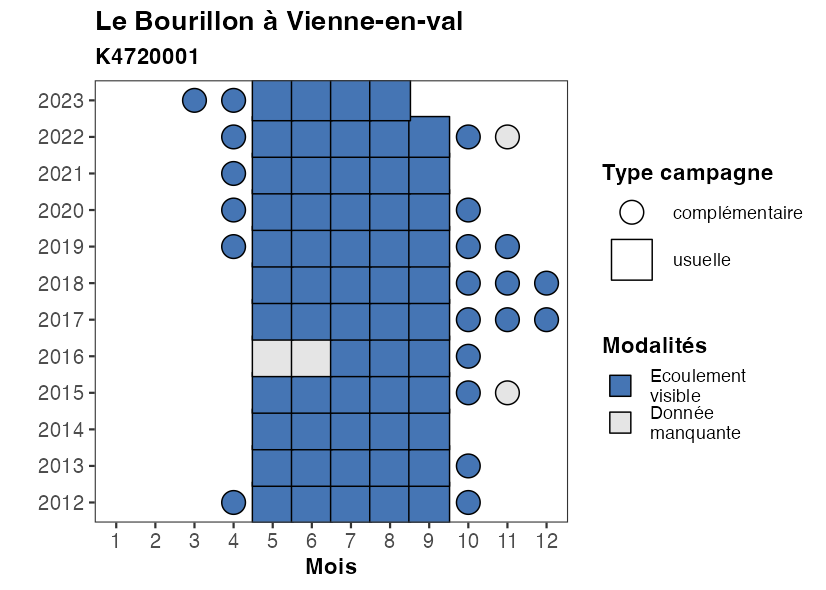 Le Bourillon à Vienne-en-val
K4720001
2023
2022
2021
2020
2019
2018
2017
2016
2015
2014
2013
2012
1 2 3 4 5 6 7 8 9 10 11 12
Mois
Type campagne
complémentaire
usuelle
Modalités
Ecoulement
visible
Donnée
manquante